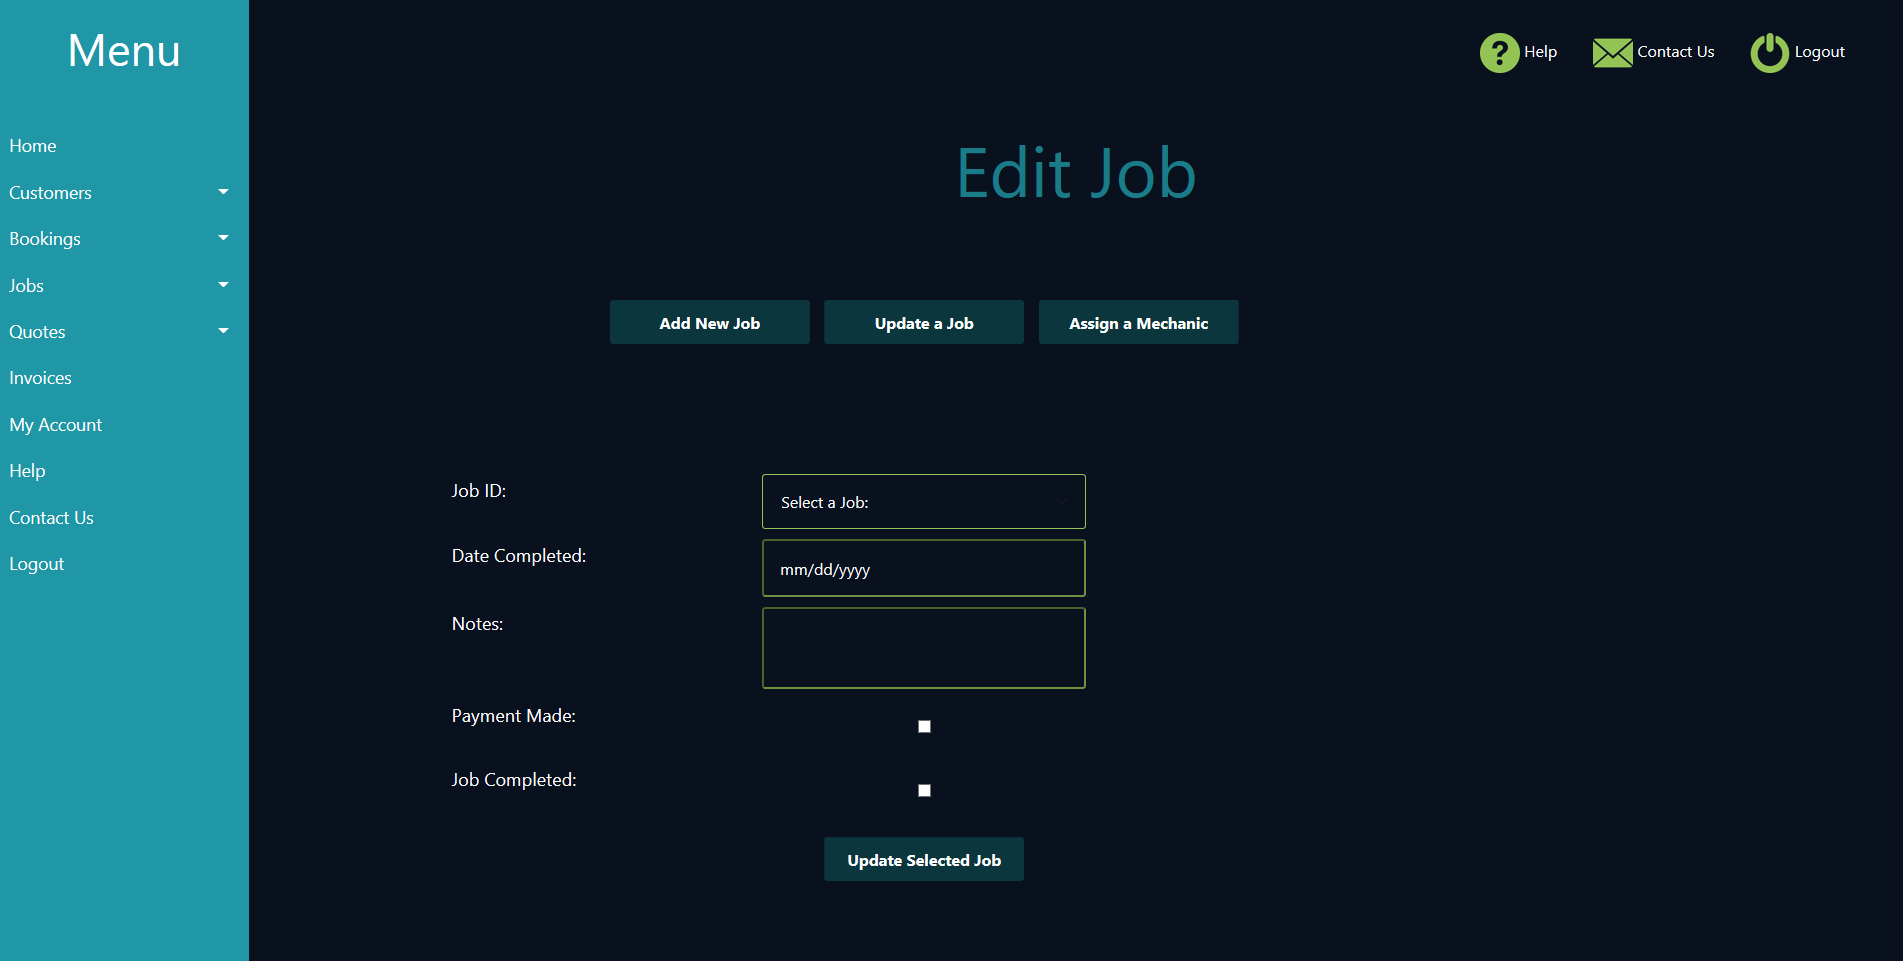 Menu
Help
Contact Us
Logout
Home
Customers
Bookings
Jobs
Quotes
Invoices
My Account
Help
Contact Us
Logout
Edit Job
Add New Job
Update a Job
Assign a Mechanic
Job ID:
Select a Job:
Date Completed:
mm/dd/yyyy
Notes:
Payment Made:
Job Completed:
Update Selected Job